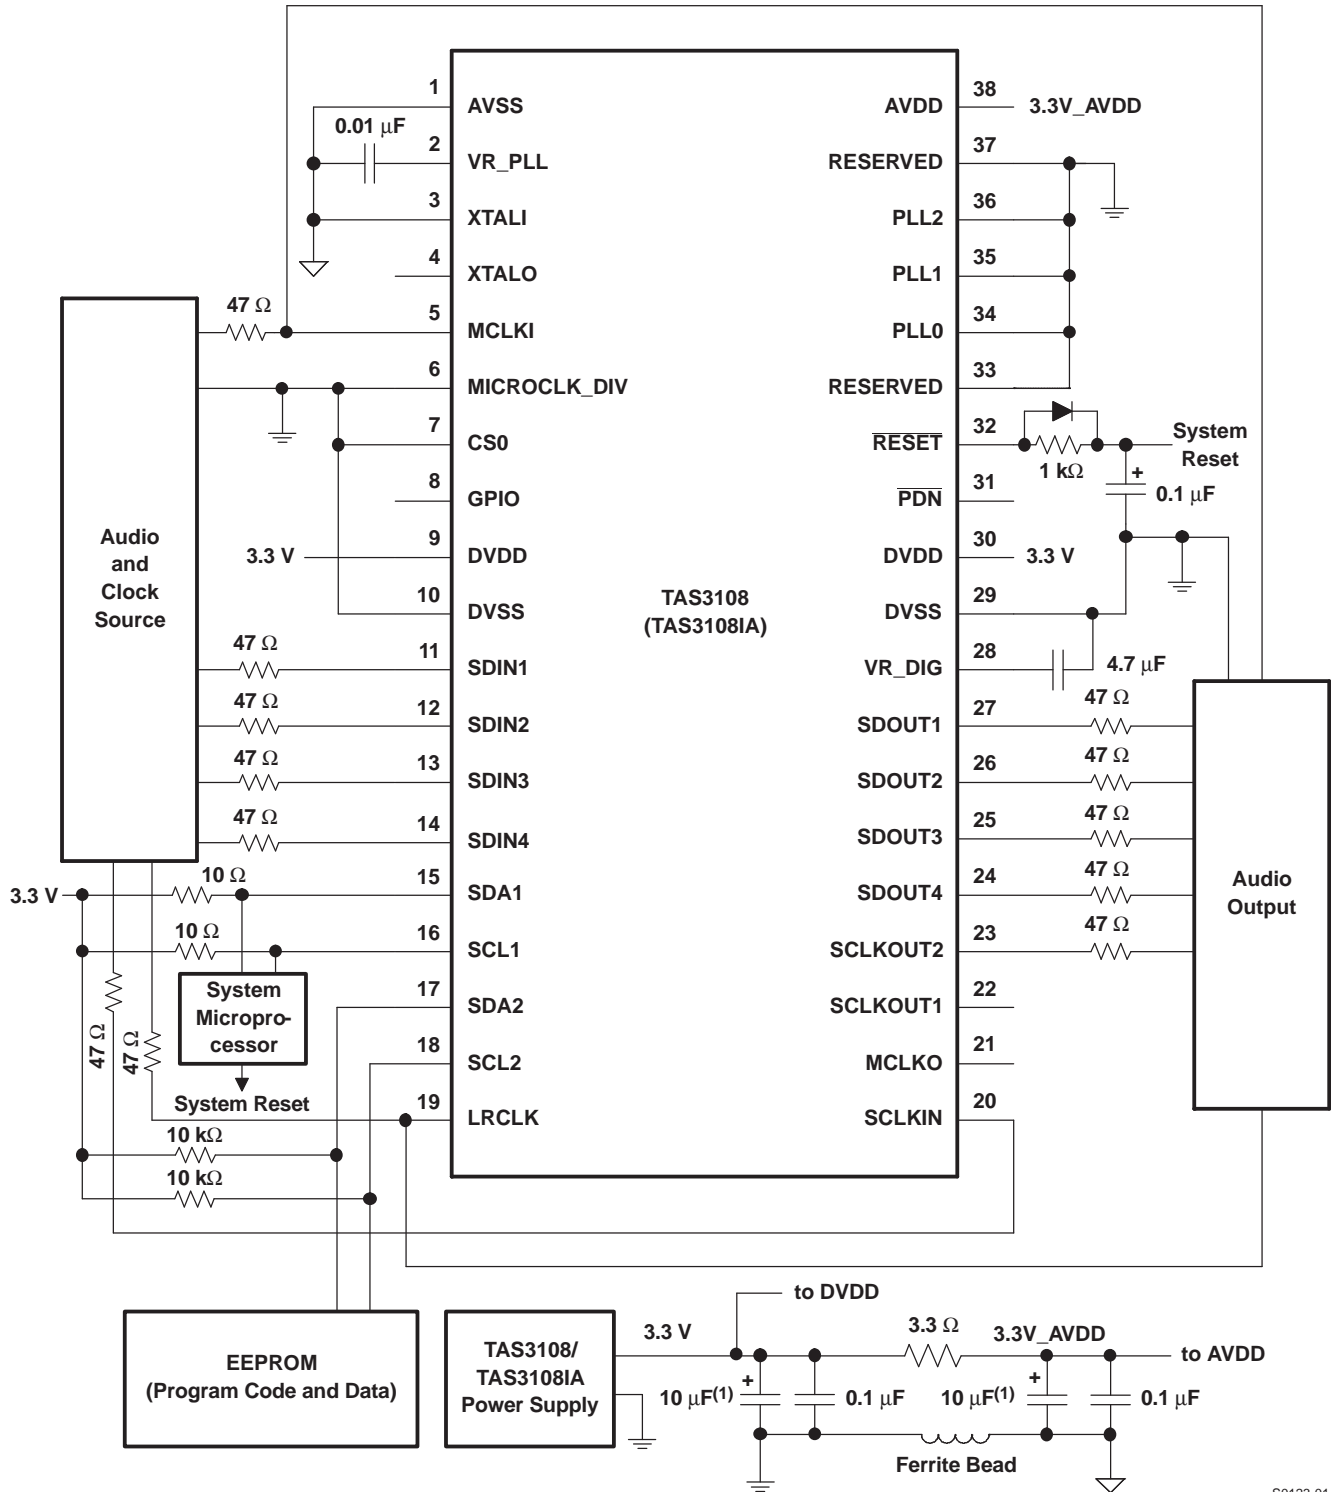 1
AVSS
AVDD
38
3.3V_AVDD
0.01 μF
2
VR_PLL
RESERVED
37
3
XTALI
PLL2
36
4
XTALO
PLL1
35
47 Ω
5
MCLKI
PLL0
34
6
MICROCLK_DIV
RESERVED
33
7
CS0
RESET
32
1 kΩ
System
Reset
8
GPIO
PDN
31
+
0.1 μF
3.3 V
9
DVDD
DVDD
30
3.3 V
Audio
and
Clock
Source
10
DVSS
TAS3108
(TAS3108IA)
DVSS
29
47 Ω
11
SDIN1
VR_DIG
28
4.7 μF
47 Ω
12
SDIN2
SDOUT1
27
47 Ω
47 Ω
13
SDIN3
SDOUT2
26
47 Ω
47 Ω
14
SDIN4
SDOUT3
25
47 Ω
3.3 V
10 Ω
15
SDA1
SDOUT4
24
47 Ω
Audio
Output
10 Ω
16
SCL1
SCLKOUT2
23
47 Ω
System
Micropro-
cessor
17
SDA2
SCLKOUT1
22
47 Ω
47 Ω
18
SCL2
MCLKO
21
System Reset
19
LRCLK
SCLKIN
20
10 kΩ
10 kΩ
EEPROM
(Program Code and Data)
TAS3108/
TAS3108IA
Power Supply
3.3 V
to DVDD
3.3 Ω
3.3V_AVDD
to AVDD
+
10 μF(1)
0.1 μF
+
10 μF(1)
0.1 μF
Ferrite Bead